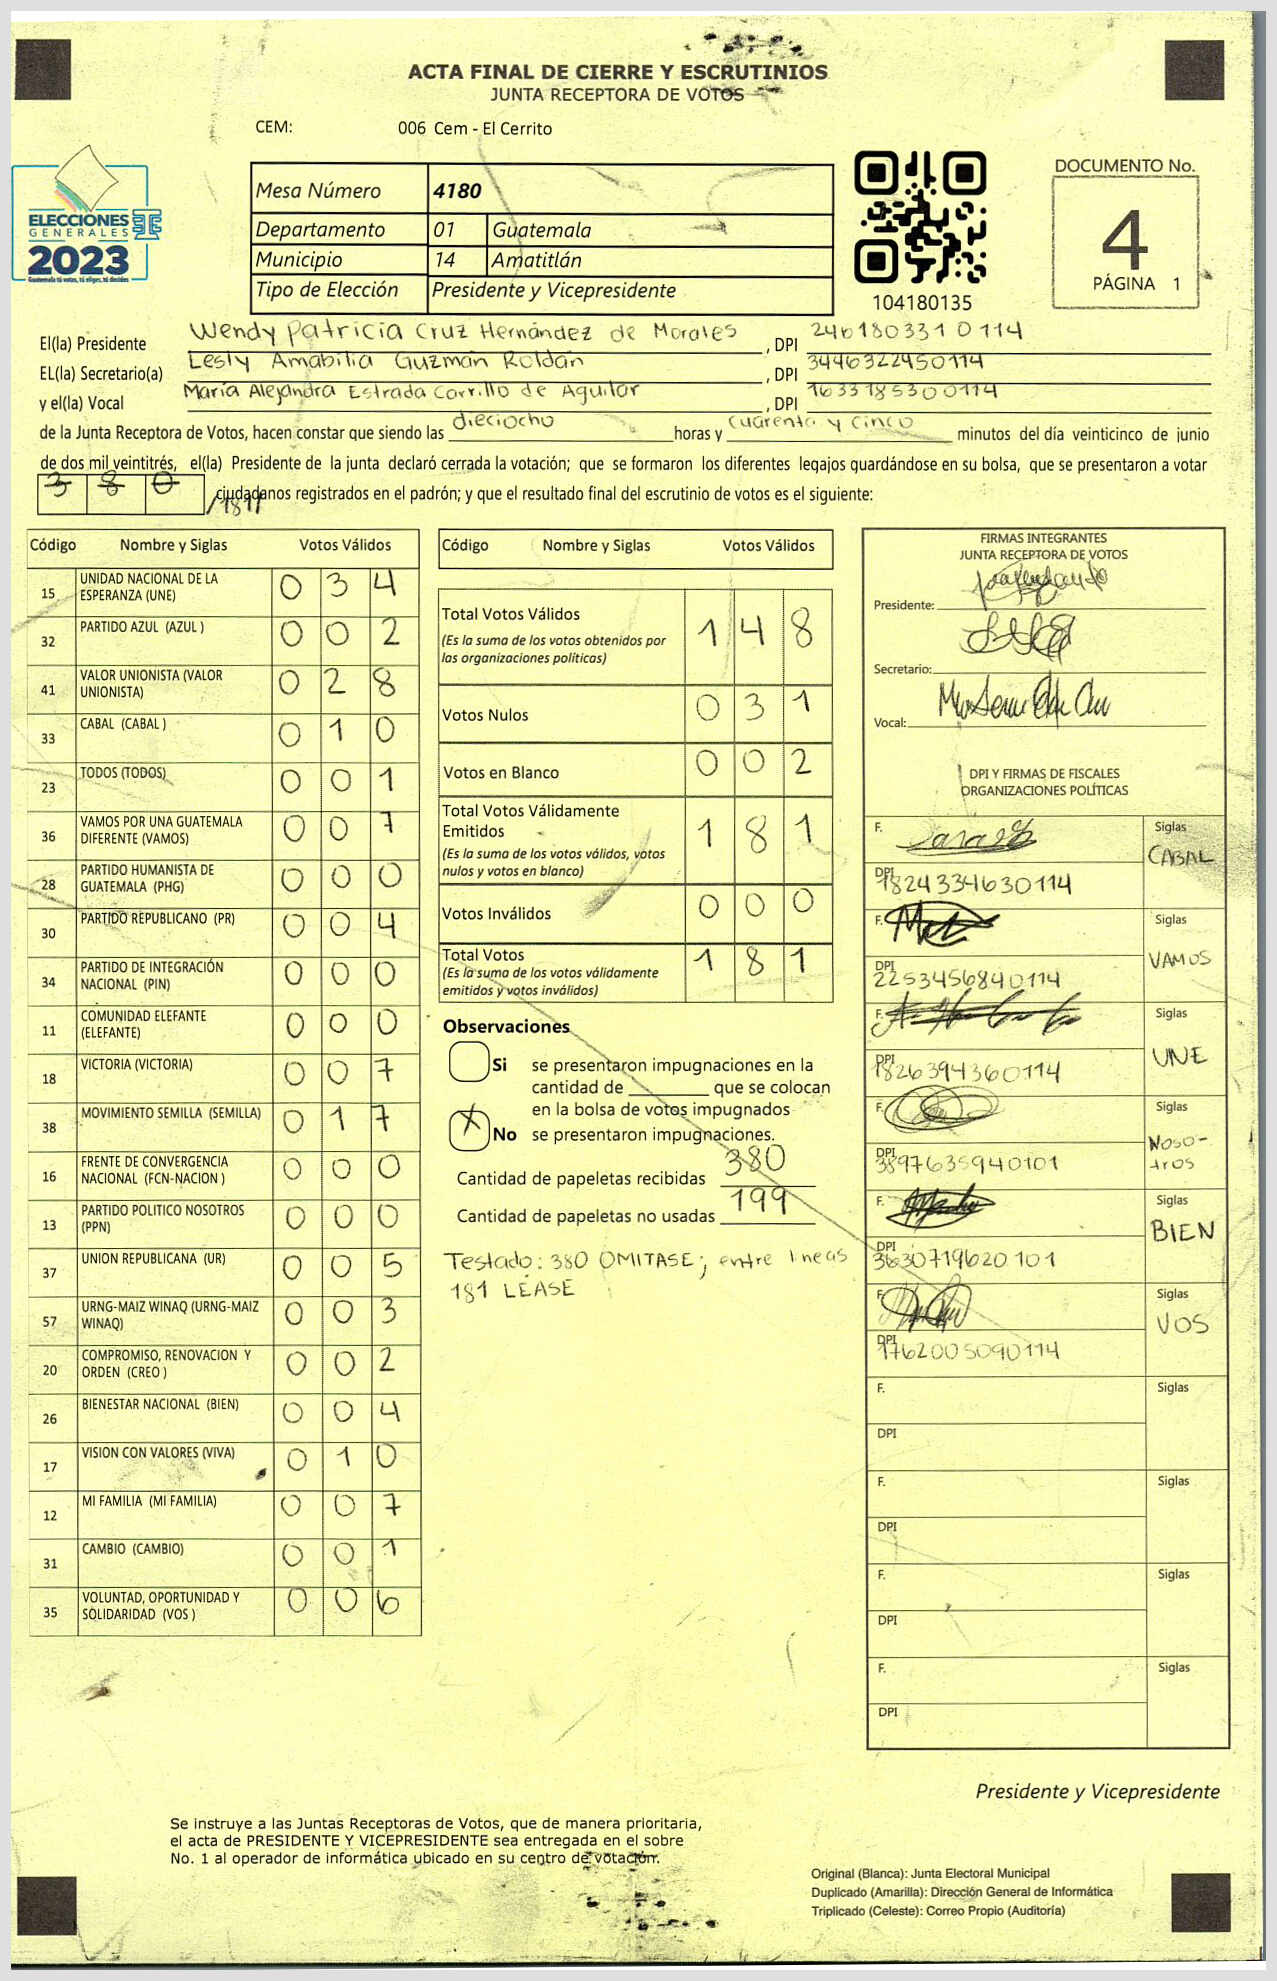 ACTA FINAL DE CIERRE Y ESCRUTINIOS
JUNTA RECEPTORA DE VOTOS
CEM: 006 Cem - El Cerrito
ELECCIONES
GENERALES
2023
Guatemala tú votas, tú eliges, tú decides
Mesa Número 4180
Departamento 01 Guatemala
Municipio 14 Amatitlán
Tipo de Elección Presidente y Vicepresidente
104180135
DOCUMENTO No.
4
PÁGINA 1
El(la) Presidente Wendy Patricia Cruz Hernández de Morales, DPI 246180331 0114
EL(la) Secretario(a) Lesly Amabilia Guzmán Roldán, DPI 3446322450114
y el(la) Vocal María Alejandra Estrada Carrillo de Aguilar, DPI 1633185300114
de la Junta Receptora de Votos, hacen constar que siendo las dieciocho horas y cuarenta y cinco minutos del día veinticinco de junio
de dos mil veintitrés, el(la) Presidente de la junta declaró cerrada la votación; que se formaron los diferentes legajos guardándose en su bolsa, que se presentaron a votar
3 8 0 /181/ ciudadanos registrados en el padrón; y que el resultado final del escrutinio de votos es el siguiente:
Código Nombre y Siglas Votos Válidos
15 UNIDAD NACIONAL DE LA ESPERANZA (UNE) 0 3 4
32 PARTIDO AZUL (AZUL ) 0 0 2
41 VALOR UNIONISTA (VALOR UNIONISTA) 0 2 8
33 CABAL (CABAL ) 0 1 0
23 TODOS (TODOS) 0 0 1
36 VAMOS POR UNA GUATEMALA DIFERENTE (VAMOS) 0 0 7
28 PARTIDO HUMANISTA DE GUATEMALA (PHG) 0 0 0
30 PARTIDO REPUBLICANO (PR) 0 0 4
34 PARTIDO DE INTEGRACIÓN NACIONAL (PIN) 0 0 0
11 COMUNIDAD ELEFANTE (ELEFANTE) 0 0 0
18 VICTORIA (VICTORIA) 0 0 7
38 MOVIMIENTO SEMILLA (SEMILLA) 0 1 7
16 FRENTE DE CONVERGENCIA NACIONAL (FCN-NACION ) 0 0 0
13 PARTIDO POLITICO NOSOTROS (PPN) 0 0 0
37 UNION REPUBLICANA (UR) 0 0 5
57 URNG-MAIZ WINAQ (URNG-MAIZ WINAQ) 0 0 3
20 COMPROMISO, RENOVACION Y ORDEN (CREO ) 0 0 2
26 BIENESTAR NACIONAL (BIEN) 0 0 4
17 VISION CON VALORES (VIVA) 0 1 0
12 MI FAMILIA (MI FAMILIA) 0 0 7
31 CAMBIO (CAMBIO) 0 0 1
35 VOLUNTAD, OPORTUNIDAD Y SOLIDARIDAD (VOS ) 0 0 6
Código Nombre y Siglas Votos Válidos
Total Votos Válidos 1 4 8
(Es la suma de los votos obtenidos por
las organizaciones políticas)
Votos Nulos 0 3 1
Votos en Blanco 0 0 2
Total Votos Válidamente
Emitidos 1 8 1
(Es la suma de los votos válidos, votos
nulos y votos en blanco)
Votos Inválidos 0 0 0
Total Votos 1 8 1
(Es la suma de los votos válidamente
emitidos y votos inválidos)
Observaciones
Si se presentaron impugnaciones en la
cantidad de ________ que se colocan
en la bolsa de votos impugnados
X No se presentaron impugnaciones.
Cantidad de papeletas recibidas 380
Cantidad de papeletas no usadas 199
Testado: 380 OMITASE; entre lineas
181 LEASE
FIRMAS INTEGRANTES
JUNTA RECEPTORA DE VOTOS
Presidente:
Secretario:
Vocal:
DPI Y FIRMAS DE FISCALES
ORGANIZACIONES POLÍTICAS
F. Siglas CABAL
DPI 1824334630114
F. Siglas VAMOS
DPI 2253456840114
F. Siglas UNE
DPI 1826394360114
F. Siglas NOSO-
TROS
DPI 3897635940101
F. Siglas BIEN
DPI 3630719620101
F. Siglas VOS
DPI 1762005090114
F. Siglas
DPI
F. Siglas
DPI
F. Siglas
DPI
F. Siglas
DPI
Presidente y Vicepresidente
Se instruye a las Juntas Receptoras de Votos, que de manera prioritaria,
el acta de PRESIDENTE Y VICEPRESIDENTE sea entregada en el sobre
No. 1 al operador de informática ubicado en su centro de votación.
Original (Blanca): Junta Electoral Municipal
Duplicado (Amarilla): Dirección General de Informática
Triplicado (Celeste): Correo Propio (Auditoría)